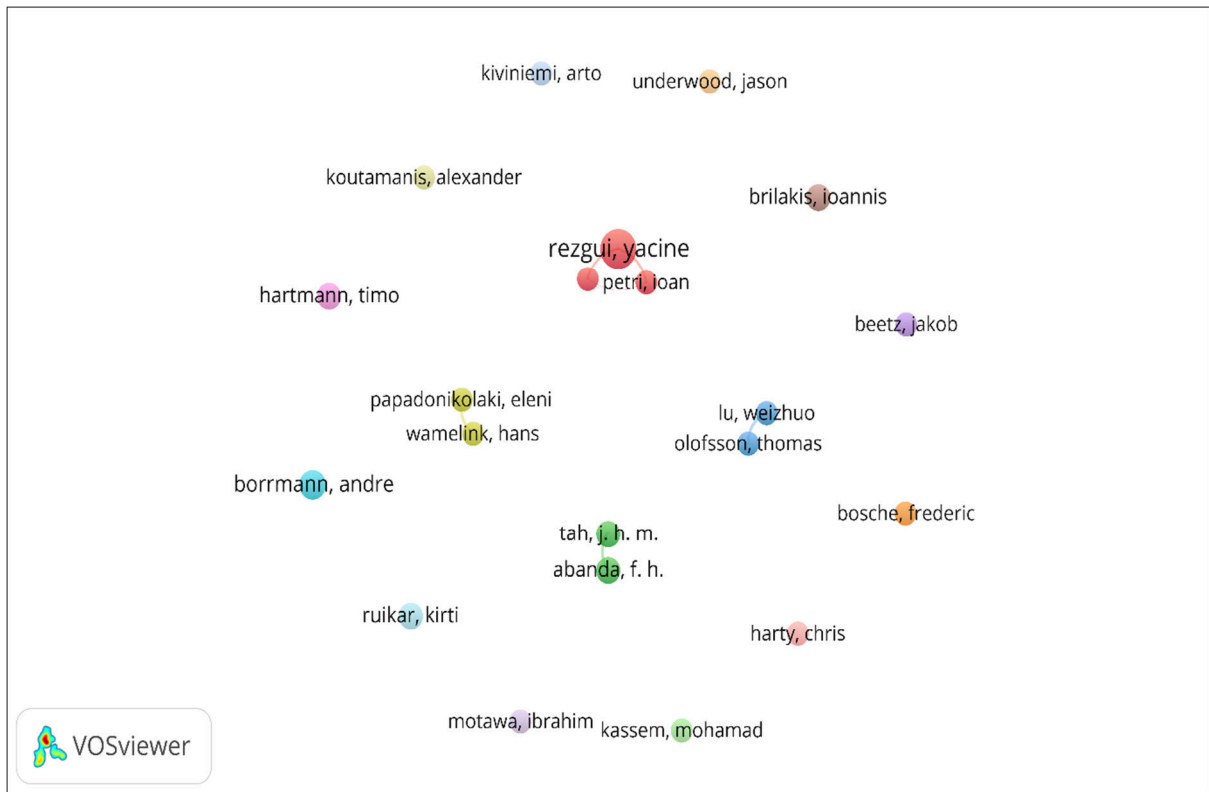 kiviniemi, arto
underwood, jason
koutamanis, alexander
brilakis, ioannis
rezgui, yacine
petri, ioan
hartmann, timo
beetz, jakob
papadonikolaki, eleni
wamelink, hans
lu, weizhuo
olofsson, thomas
borrmann, andre
bosche, frederic
tah, j. h. m.
abanda, f. h.
ruikar, kirti
harty, chris
motawa, ibrahim
kassem, mohamad
VOSviewer